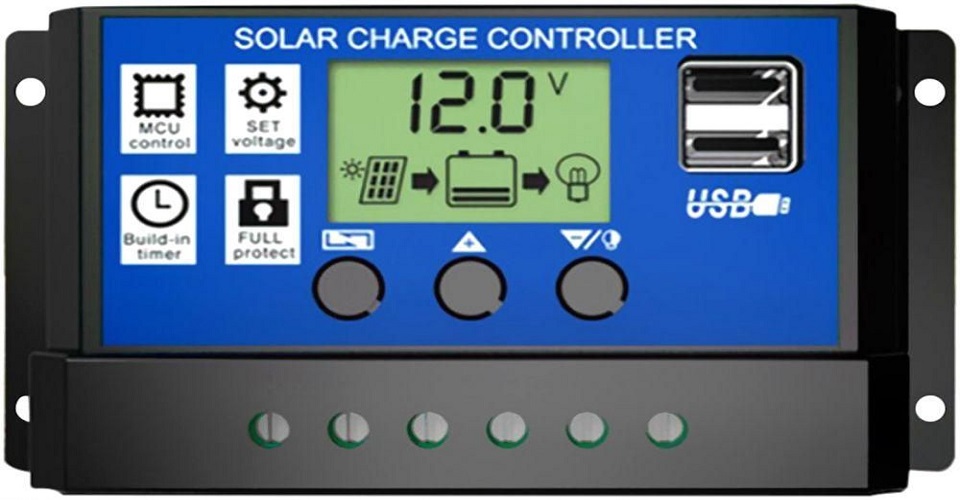 SOLAR CHARGE CONTROLLER
MCU
control
SET
voltage
12.0 V
USB
Build-in
timer
FULL
protect
+
−/